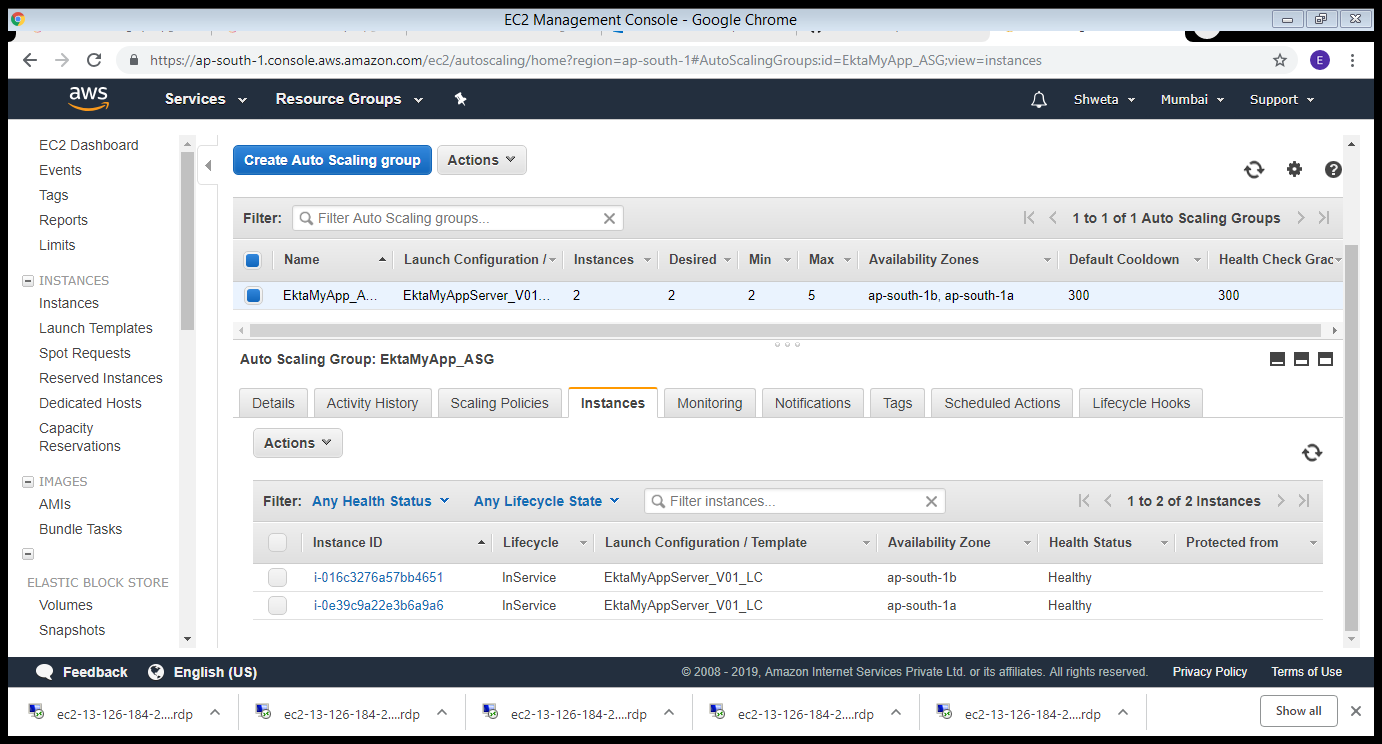 EC2 Management Console - Google Chrome
https://ap-south-1.console.aws.amazon.com/ec2/autoscaling/home?region=ap-south-1#AutoScalingGroups:id=EktaMyApp_ASG;view=instances
E
aws Services Resource Groups Shweta Mumbai Support
EC2 Dashboard
Events
Tags
Reports
Limits
INSTANCES
Instances
Launch Templates
Spot Requests
Reserved Instances
Dedicated Hosts
Capacity
Reservations
IMAGES
AMIs
Bundle Tasks
ELASTIC BLOCK STORE
Volumes
Snapshots
Create Auto Scaling group Actions
Filter: Filter Auto Scaling groups... 1 to 1 of 1 Auto Scaling Groups
Name Launch Configuration / Instances Desired Min Max Availability Zones Default Cooldown Health Check Grac
EktaMyApp_A... EktaMyAppServer_V01... 2 2 2 5 ap-south-1b, ap-south-1a 300 300
Auto Scaling Group: EktaMyApp_ASG
Details Activity History Scaling Policies Instances Monitoring Notifications Tags Scheduled Actions Lifecycle Hooks
Actions
Filter: Any Health Status Any Lifecycle State Filter instances... 1 to 2 of 2 Instances
Instance ID Lifecycle Launch Configuration / Template Availability Zone Health Status Protected from
i-016c3276a57bb4651 InService EktaMyAppServer_V01_LC ap-south-1b Healthy
i-0e39c9a22e3b6a9a6 InService EktaMyAppServer_V01_LC ap-south-1a Healthy
Feedback English (US) © 2008 - 2019, Amazon Internet Services Private Ltd. or its affiliates. All rights reserved. Privacy Policy Terms of Use
ec2-13-126-184-2....rdp ec2-13-126-184-2....rdp ec2-13-126-184-2....rdp ec2-13-126-184-2....rdp ec2-13-126-184-2....rdp Show all